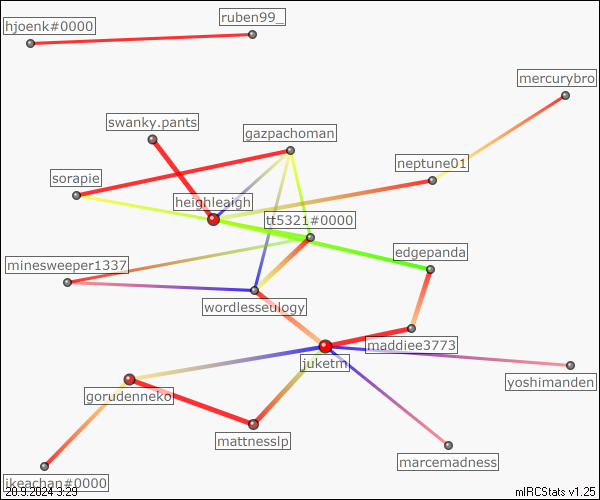 ruben99_
hjoenk#0000
mercurybro
swanky.pants
gazpachoman
neptune01
sorapie
heighleaigh
tt5321#0000
edgepanda
minesweeper1337
wordlesseulogy
maddiee3773
juketm
yoshimanden
gorudenneko
mattnesslp
marcemadness
ikeachan#0000
20.9.2024 3:29
mIRCStats v1.25